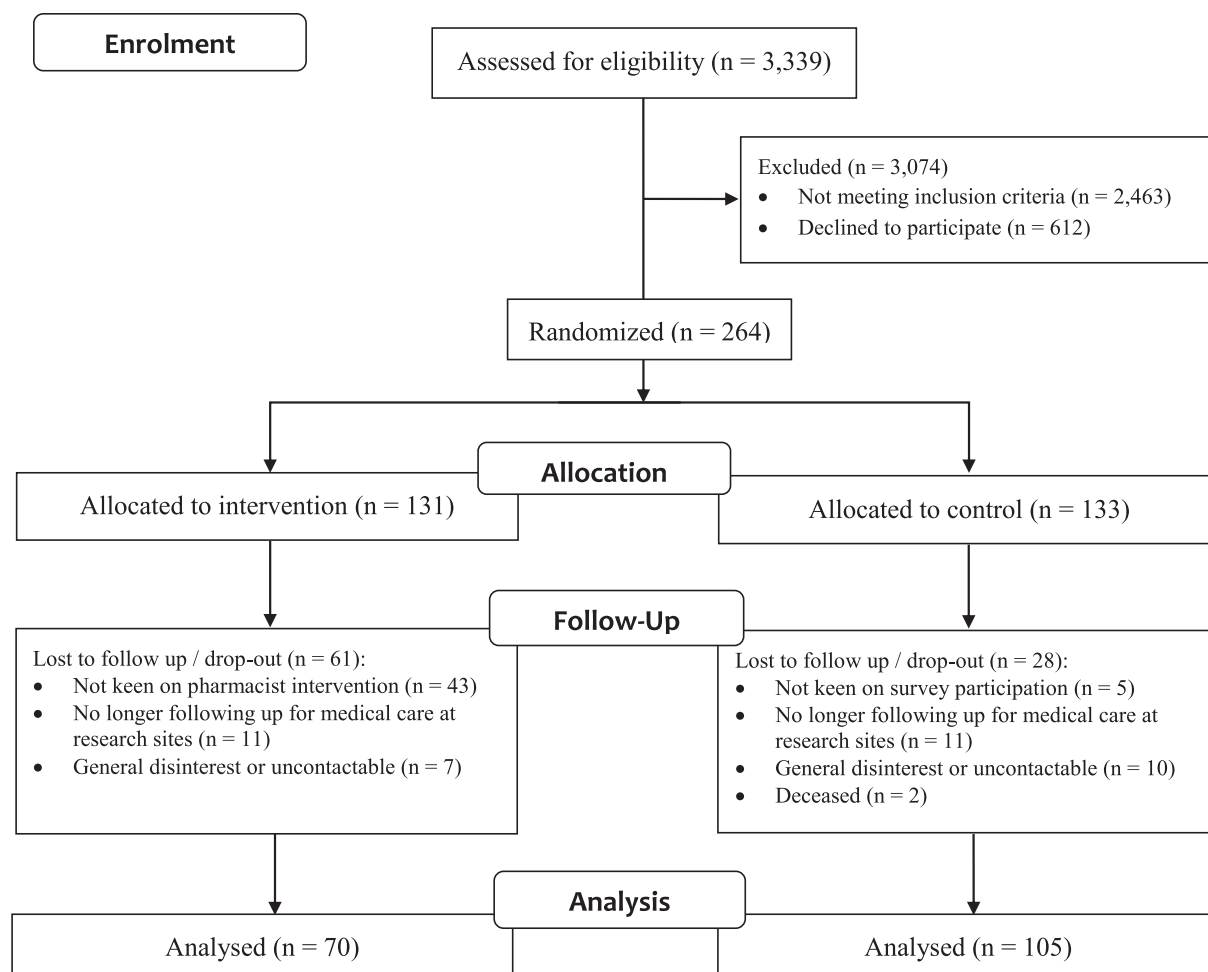 Enrolment
Assessed for eligibility (n = 3,339)
Excluded (n = 3,074)
• Not meeting inclusion criteria (n = 2,463)
• Declined to participate (n = 612)
Randomized (n = 264)
Allocation
Allocated to intervention (n = 131)
Allocated to control (n = 133)
Follow-Up
Lost to follow up / drop-out (n = 61):
• Not keen on pharmacist intervention (n = 43)
• No longer following up for medical care at
research sites (n = 11)
• General disinterest or uncontactable (n = 7)
Lost to follow up / drop-out (n = 28):
• Not keen on survey participation (n = 5)
• No longer following up for medical care at
research sites (n = 11)
• General disinterest or uncontactable (n = 10)
• Deceased (n = 2)
Analysis
Analysed (n = 70)
Analysed (n = 105)